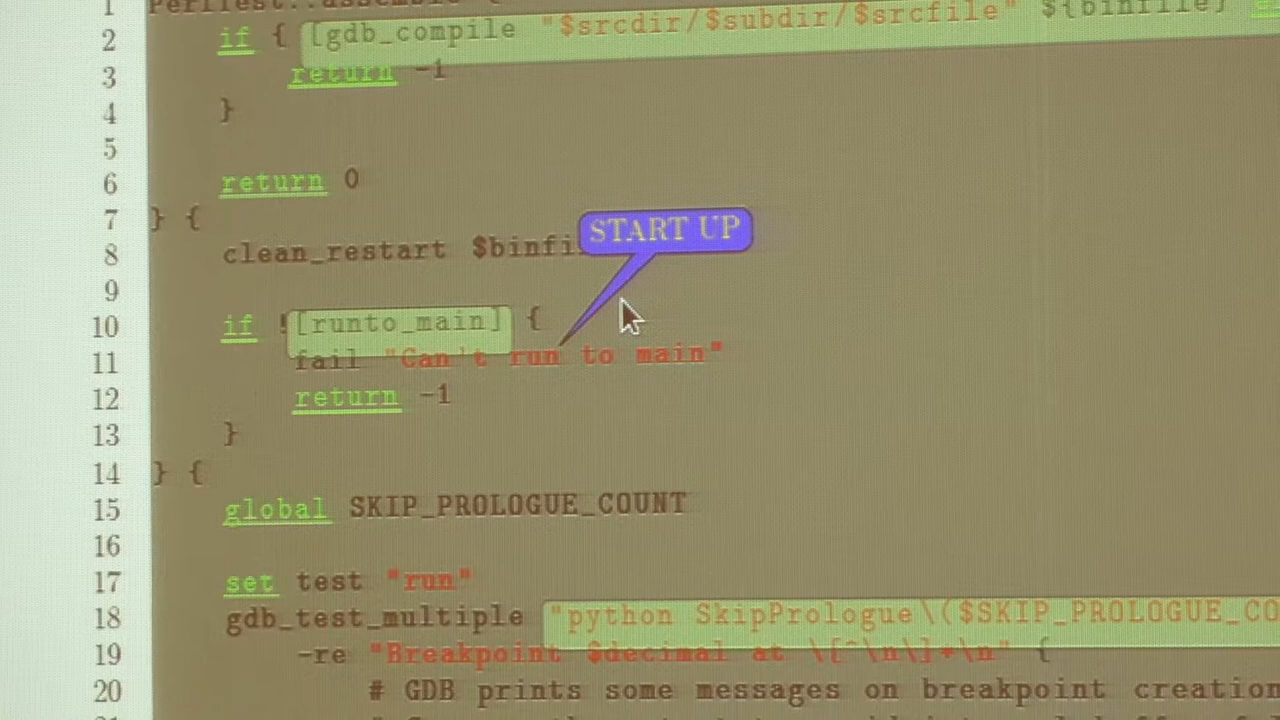 1 PerfTest::assemble {
2 if { [gdb_compile "$srcdir/$subdir/$srcfile" ${binfile}
3 return -1
4 }
5
6 return 0
7 } {
8 clean_restart
START UP
9
10 if ![runto_main] {
11 fail "Can't run to main"
12 return -1
13 }
14 } {
15 global SKIP_PROLOGUE_COUNT
16
17 set test "run"
18 gdb_test_multiple "python SkipPrologue\($SKIP_PROLOGUE_CO
19 -re "Breakpoint $decimal at \[^\n\]*\n" {
20 # GDB prints some messages on breakpoint creation